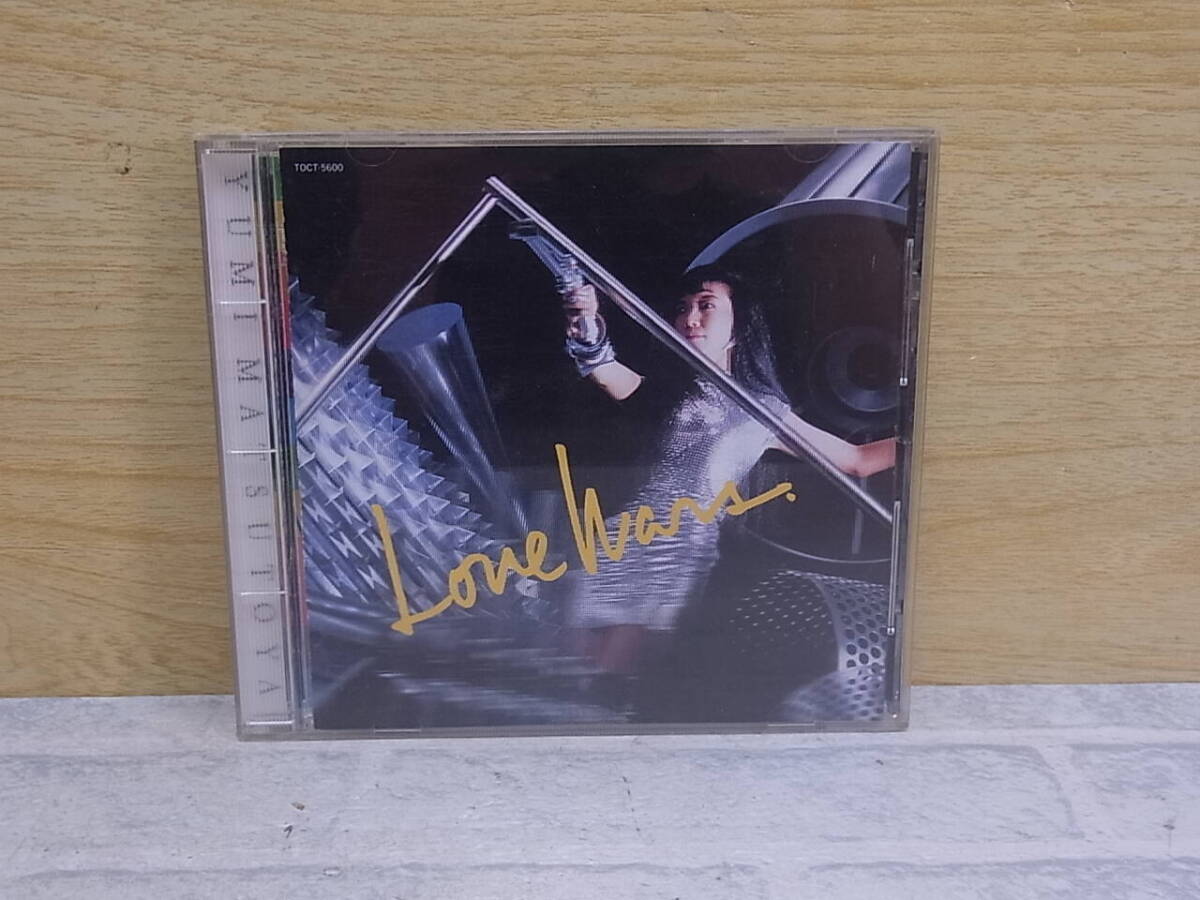 TOCT-5600
YUMI MATSUTOYA
Love Wars.